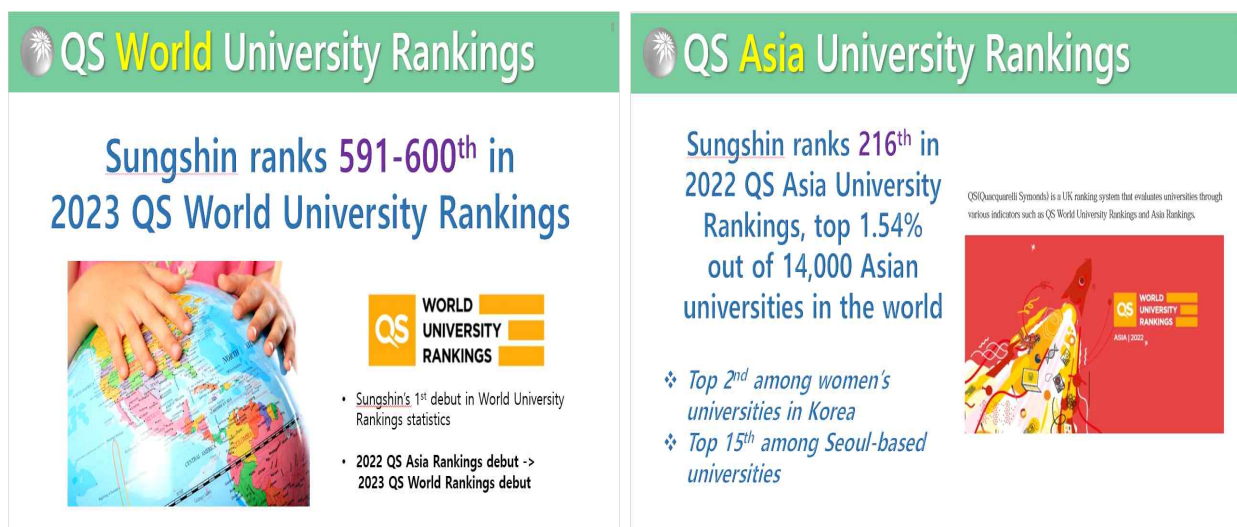 QS World University Rankings
Sungshin ranks 591-600th in
2023 QS World University Rankings
QS
WORLD
UNIVERSITY
RANKINGS
• Sungshin's 1st debut in World University
Rankings statistics
• 2022 QS Asia Rankings debut ->
2023 QS World Rankings debut
QS Asia University Rankings
Sungshin ranks 216th in
2022 QS Asia University
Rankings, top 1.54%
out of 14,000 Asian
universities in the world
❖ Top 2nd among women's
universities in Korea
❖ Top 15th among Seoul-based
universities
QS(Quacquarelli Symonds) is a UK ranking system that evaluates universities through
various indicators such as QS World University Rankings and Asia Rankings.
QS
WORLD
UNIVERSITY
RANKINGS
ASIA | 2022